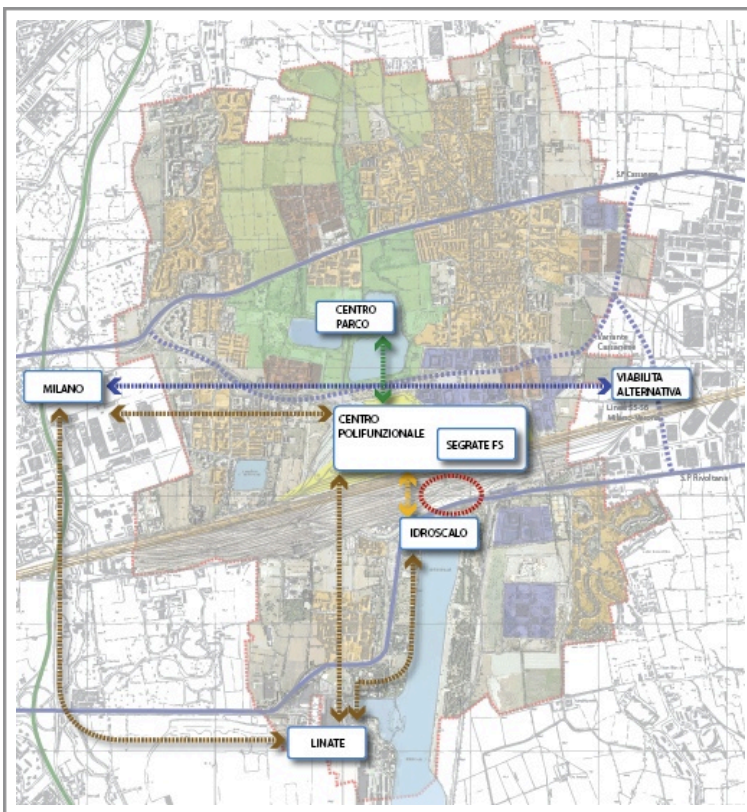 S.P. Cassanese
CENTRO
PARCO
Variante
Cassanese
MILANO
VIABILITA
ALTERNATIVA
CENTRO
POLIFUNZIONALE
SEGRATE FS
S.P. Rivoltana
IDROSCALO
LINATE